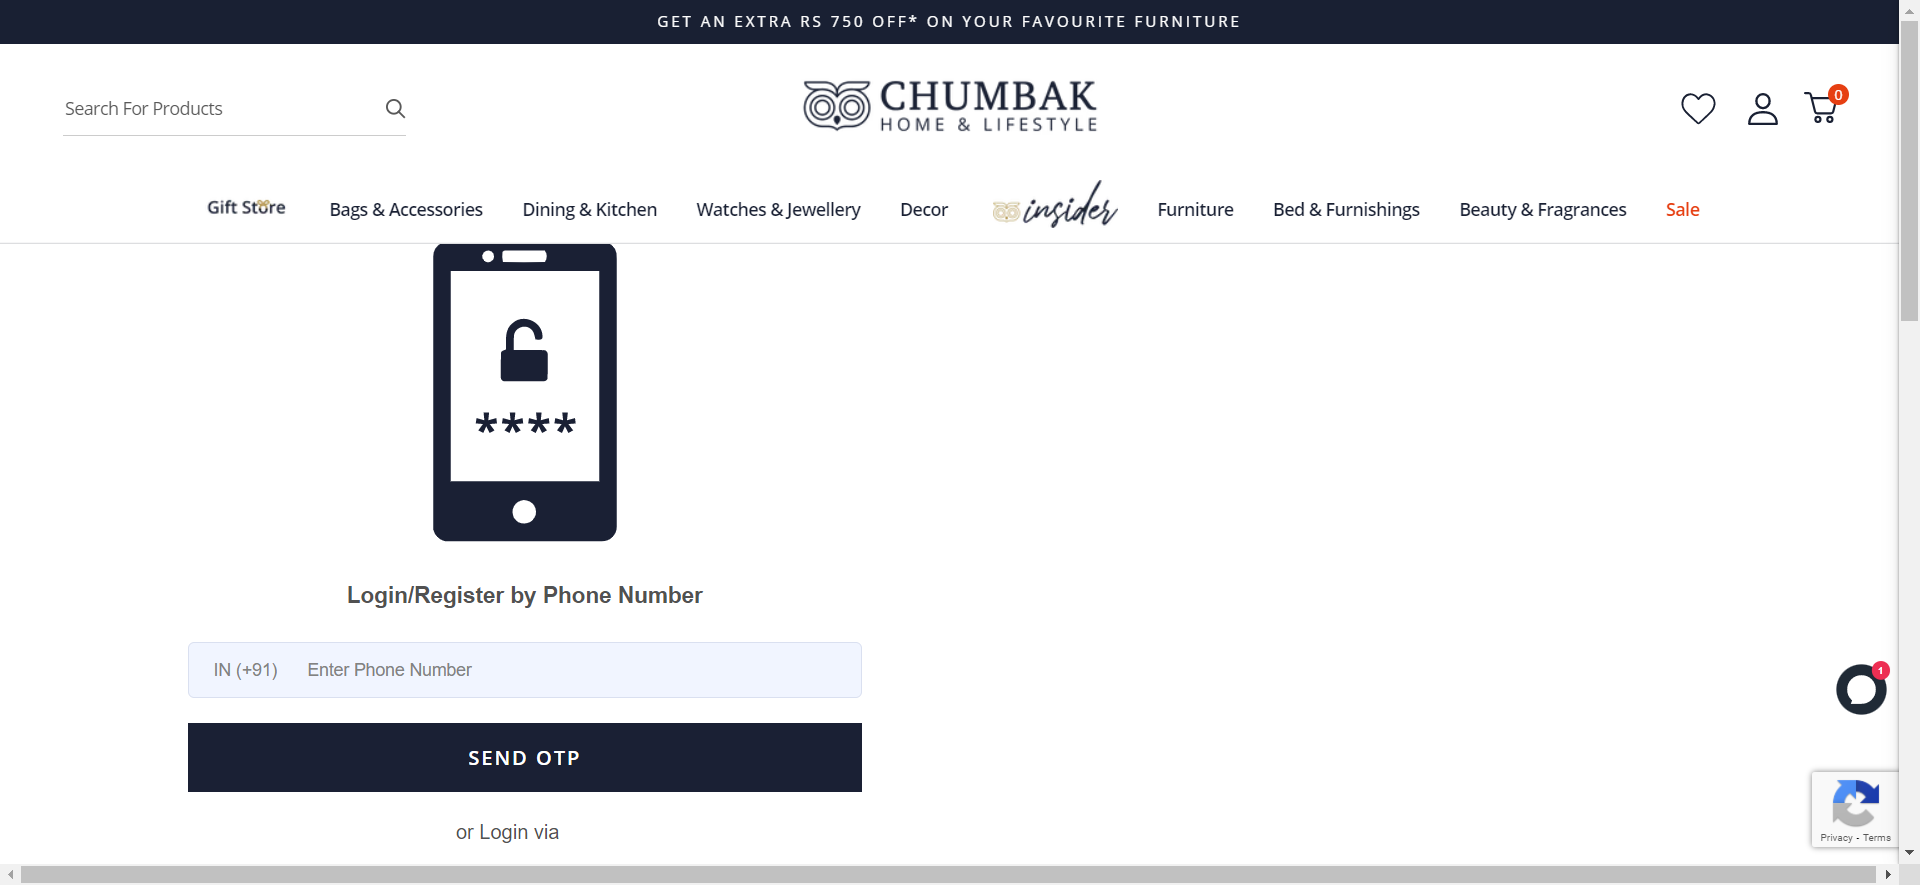 GET AN EXTRA RS 750 OFF* ON YOUR FAVOURITE FURNITURE
Search For Products
CHUMBAK
HOME & LIFESTYLE
0
Gift Store
Bags & Accessories
Dining & Kitchen
Watches & Jewellery
Decor
insider
Furniture
Bed & Furnishings
Beauty & Fragrances
Sale
****
Login/Register by Phone Number
IN (+91) Enter Phone Number
1
SEND OTP
or Login via
Privacy - Terms